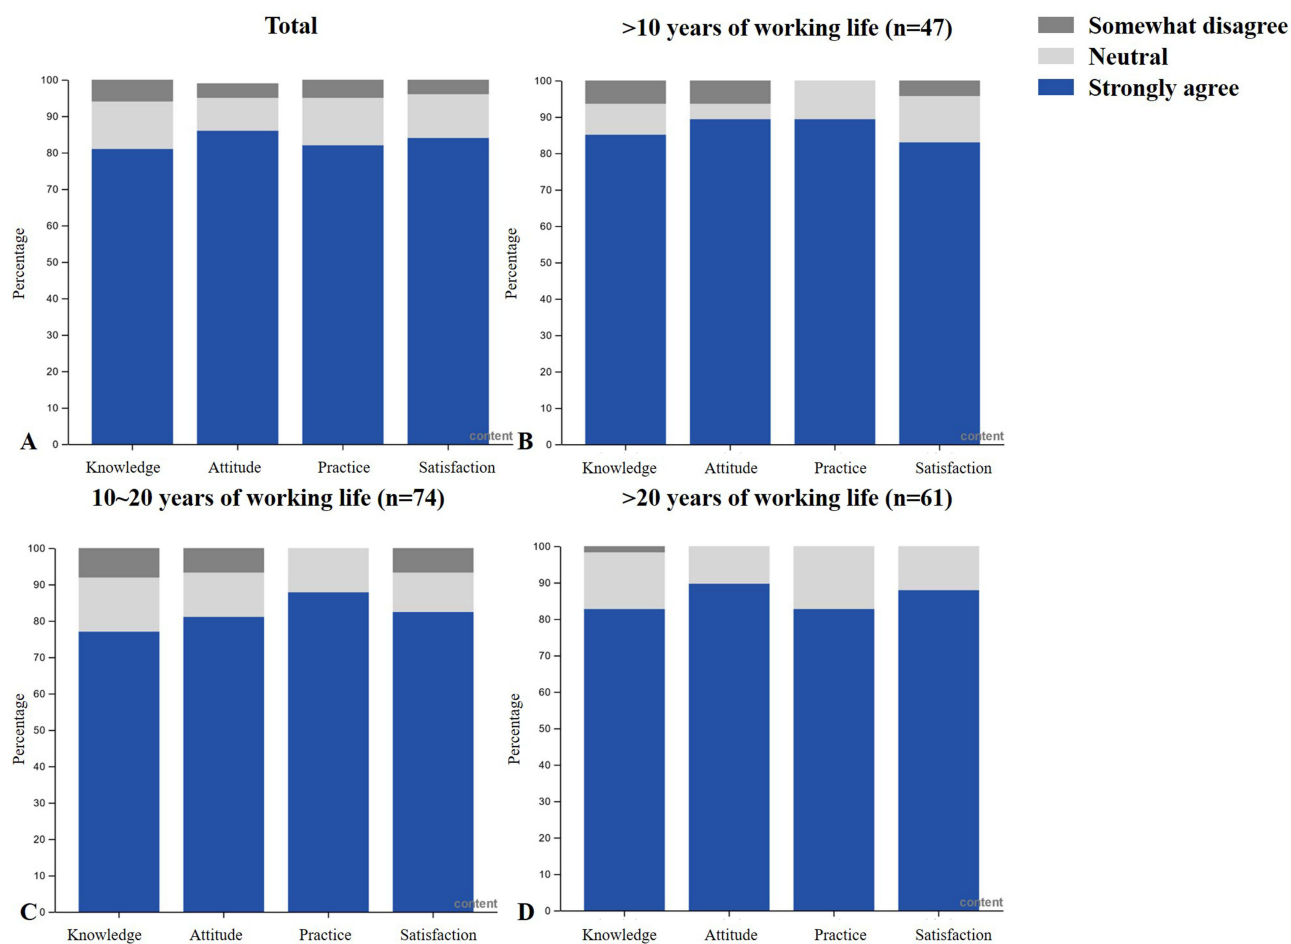 Total
>10 years of working life (n=47)
Somewhat disagree
Neutral
Strongly agree
Percentage
100
90
80
70
60
50
40
30
20
10
0
A
content
Knowledge
Attitude
Practice
Satisfaction
Percentage
100
90
80
70
60
50
40
30
20
10
0
B
content
Knowledge
Attitude
Practice
Satisfaction
10~20 years of working life (n=74)
>20 years of working life (n=61)
Percentage
100
90
80
70
60
50
40
30
20
10
0
C
content
Knowledge
Attitude
Practice
Satisfaction
Percentage
100
90
80
70
60
50
40
30
20
10
0
D
content
Knowledge
Attitude
Practice
Satisfaction